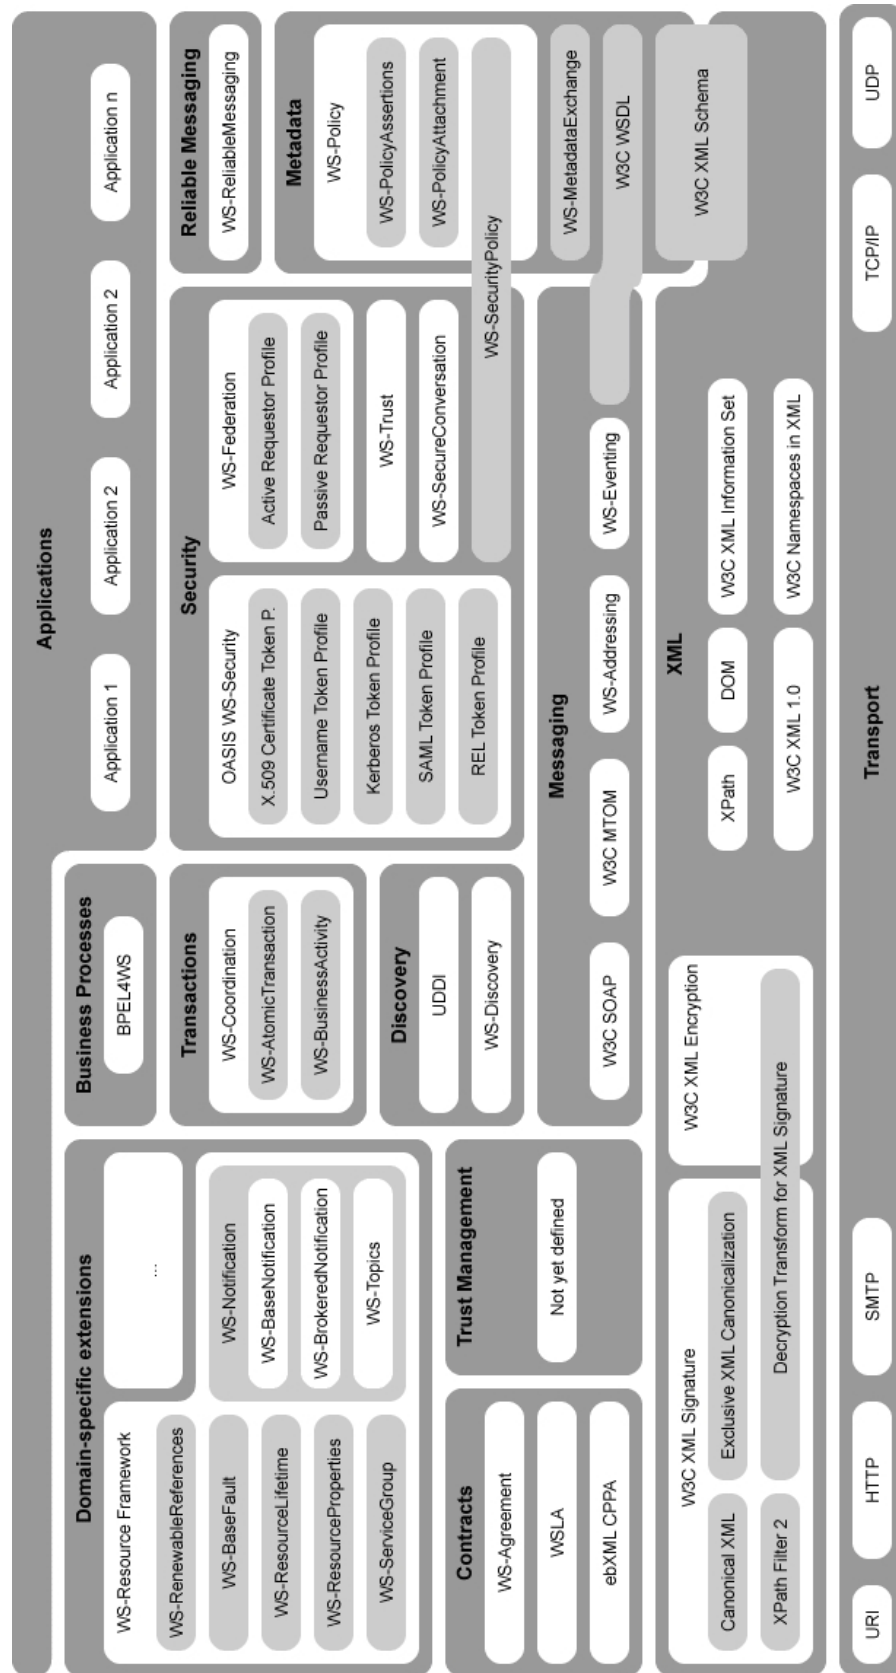 Applications
Application 1
Application 2
Application 2
Application n
Domain-specific extensions
WS-Resource Framework
WS-RenewableReferences
WS-BaseFault
WS-ResourceLifetime
WS-ResourceProperties
WS-ServiceGroup
...
WS-Notification
WS-BaseNotification
WS-BrokeredNotification
WS-Topics
Business Processes
BPEL4WS
Transactions
WS-Coordination
WS-AtomicTransaction
WS-BusinessActivity
Discovery
UDDI
WS-Discovery
Security
OASIS WS-Security
X.509 Certificate Token P.
Username Token Profile
Kerberos Token Profile
SAML Token Profile
REL Token Profile
WS-Federation
Active Requestor Profile
Passive Requestor Profile
WS-Trust
WS-SecureConversation
WS-SecurityPolicy
Reliable Messaging
WS-ReliableMessaging
Metadata
WS-Policy
WS-PolicyAssertions
WS-PolicyAttachment
WS-MetadataExchange
W3C WSDL
W3C XML Schema
Contracts
WS-Agreement
WSLA
ebXML CPPA
Trust Management
Not yet defined
Messaging
W3C SOAP
W3C MTOM
WS-Addressing
WS-Eventing
XML
W3C XML Signature
Canonical XML
Exclusive XML Canonicalization
XPath Filter 2
Decryption Transform for XML Signature
W3C XML Encryption
XPath
DOM
W3C XML Information Set
W3C XML 1.0
W3C Namespaces in XML
Transport
URI
HTTP
SMTP
TCP/IP
UDP